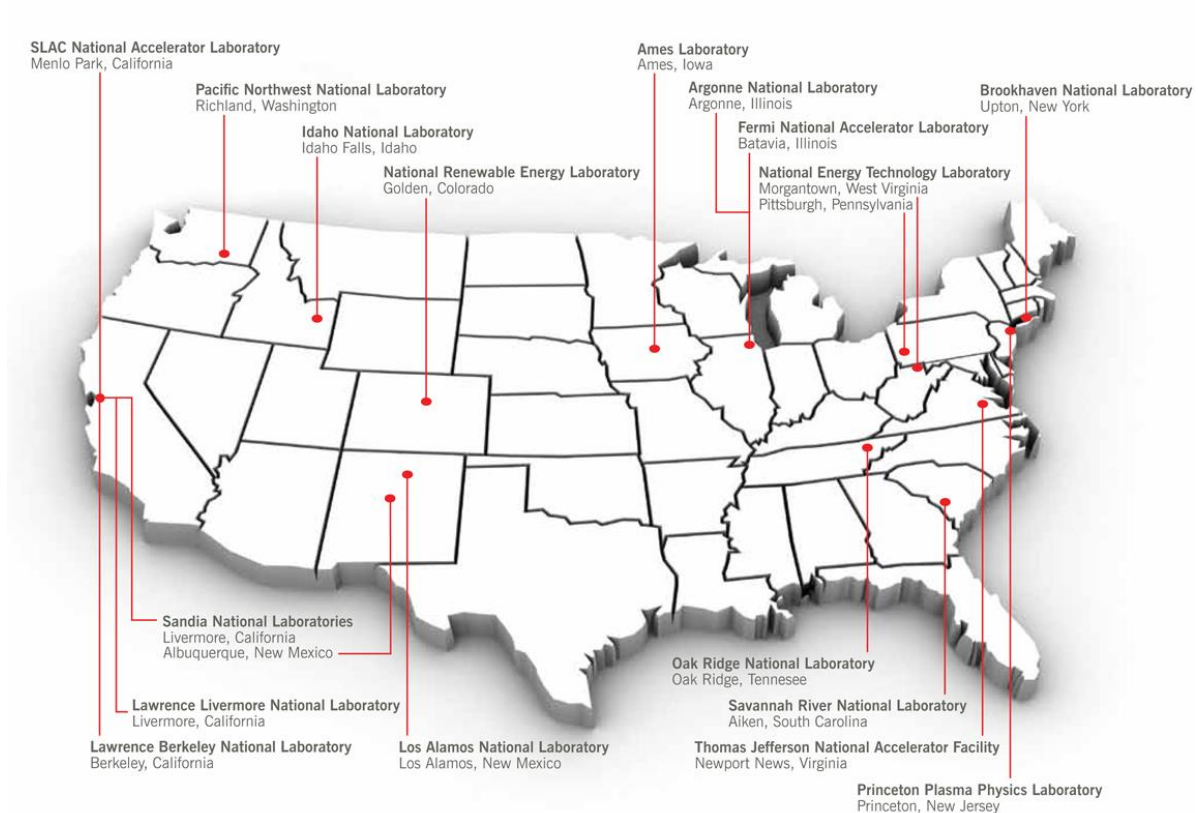 SLAC National Accelerator Laboratory
Menlo Park, California
Pacific Northwest National Laboratory
Richland, Washington
Idaho National Laboratory
Idaho Falls, Idaho
National Renewable Energy Laboratory
Golden, Colorado
Ames Laboratory
Ames, Iowa
Argonne National Laboratory
Argonne, Illinois
Fermi National Accelerator Laboratory
Batavia, Illinois
National Energy Technology Laboratory
Morgantown, West Virginia
Pittsburgh, Pennsylvania
Brookhaven National Laboratory
Upton, New York
Sandia National Laboratories
Livermore, California
Albuquerque, New Mexico
Lawrence Livermore National Laboratory
Livermore, California
Lawrence Berkeley National Laboratory
Berkeley, California
Los Alamos National Laboratory
Los Alamos, New Mexico
Oak Ridge National Laboratory
Oak Ridge, Tennesee
Savannah River National Laboratory
Aiken, South Carolina
Thomas Jefferson National Accelerator Facility
Newport News, Virginia
Princeton Plasma Physics Laboratory
Princeton, New Jersey